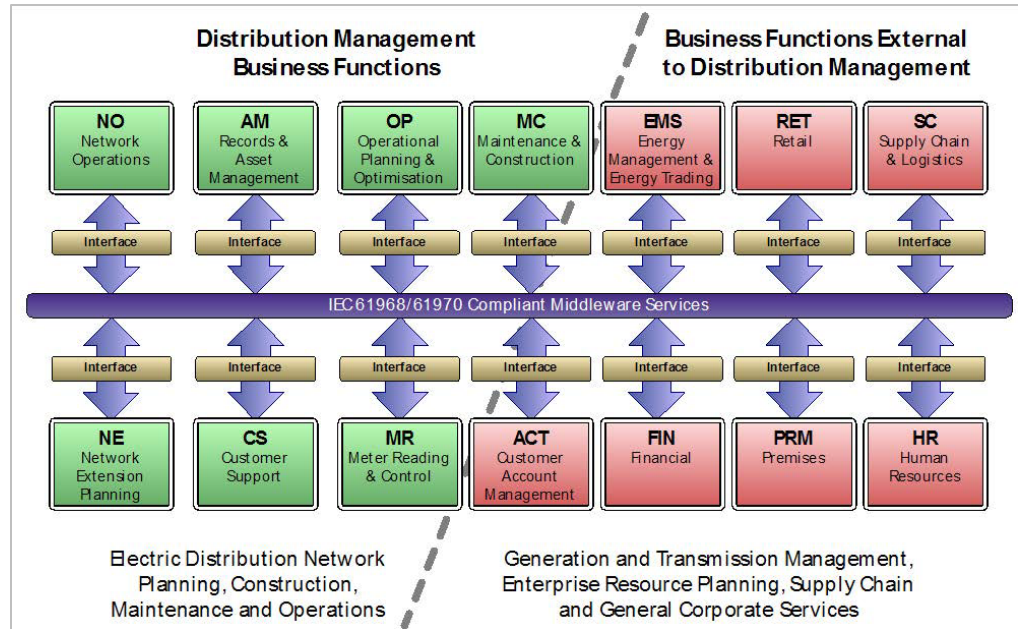 Distribution Management
Business Functions
Business Functions External
to Distribution Management
NO
Network
Operations
AM
Records &
Asset
Management
OP
Operational
Planning &
Optimisation
MC
Maintenance &
Construction
EMS
Energy
Management &
Energy Trading
RET
Retail
SC
Supply Chain
& Logistics
Interface
Interface
Interface
Interface
Interface
Interface
Interface
IEC61968/61970 Compliant Middleware Services
Interface
Interface
Interface
Interface
Interface
Interface
Interface
NE
Network
Extension
Planning
CS
Customer
Support
MR
Meter Reading
& Control
ACT
Customer
Account
Management
FIN
Financial
PRM
Premises
HR
Human
Resources
Electric Distribution Network
Planning, Construction,
Maintenance and Operations
Generation and Transmission Management,
Enterprise Resource Planning, Supply Chain
and General Corporate Services